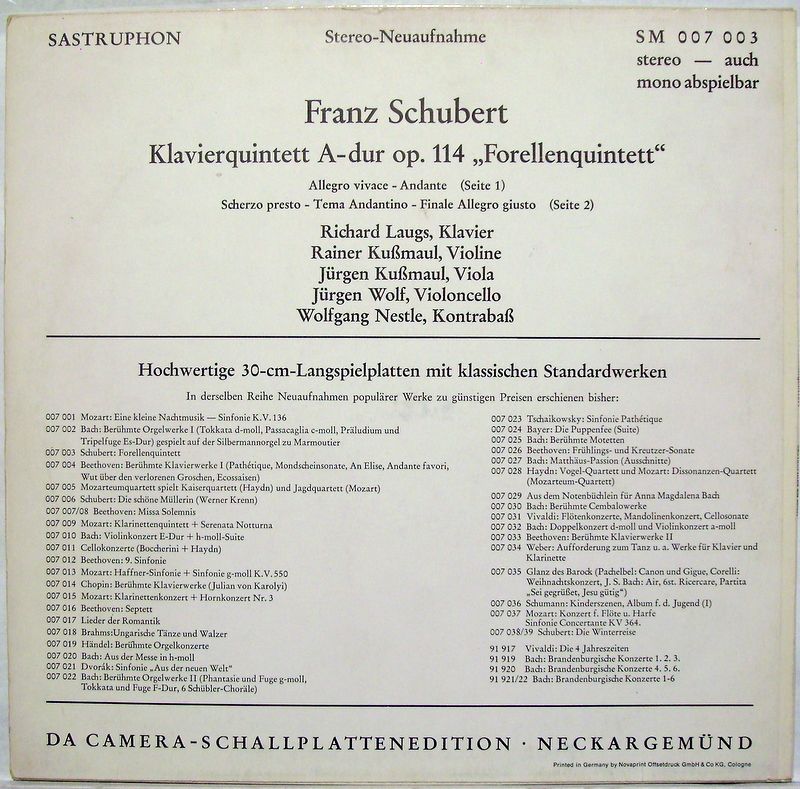 SASTRUPHON
Stereo-Neuaufnahme
SM 007 003
stereo — auch
mono abspielbar
Franz Schubert
Klavierquintett A-dur op. 114 „Forellenquintett“
Allegro vivace - Andante (Seite 1)
Scherzo presto - Tema Andantino - Finale Allegro giusto (Seite 2)
Richard Laugs, Klavier
Rainer Kußmaul, Violine
Jürgen Kußmaul, Viola
Jürgen Wolf, Violoncello
Wolfgang Nestle, Kontrabaß
Hochwertige 30-cm-Langspielplatten mit klassischen Standardwerken
In derselben Reihe Neuaufnahmen populärer Werke zu günstigen Preisen erschienen bisher:
007 001 Mozart: Eine kleine Nachtmusik — Sinfonie K.V. 136
007 002 Bach: Berühmte Orgelwerke I (Tokkata d-moll, Passacaglia c-moll, Präludium und
Tripelfuge Es-Dur) gespielt auf der Silbermannorgel zu Marmoutier
007 003 Schubert: Forellenquintett
007 004 Beethoven: Berühmte Klavierwerke I (Pathétique, Mondscheinsonate, An Elise, Andante favori,
Wut über den verlorenen Groschen, Ecossaisen)
007 005 Mozarteumquartett spielt Kaiserquartett (Haydn) und Jagdquartett (Mozart)
007 006 Schubert: Die schöne Müllerin (Werner Krenn)
007 007/08 Beethoven: Missa Solemnis
007 009 Mozart: Klarinettenquintett + Serenata Notturna
007 010 Bach: Violinkonzert E-Dur + h-moll-Suite
007 011 Cellokonzerte (Boccherini + Haydn)
007 012 Beethoven: 9. Sinfonie
007 013 Mozart: Haffner-Sinfonie + Sinfonie g-moll K.V. 550
007 014 Chopin: Berühmte Klavierwerke (Julian von Karolyi)
007 015 Mozart: Klarinettenkonzert + Hornkonzert Nr. 3
007 016 Beethoven: Septett
007 017 Lieder der Romantik
007 018 Brahms: Ungarische Tänze und Walzer
007 019 Händel: Berühmte Orgelkonzerte
007 020 Bach: Aus der Messe in h-moll
007 021 Dvorák: Sinfonie „Aus der neuen Welt“
007 022 Bach: Berühmte Orgelwerke II (Phantasie und Fuge g-moll,
Tokkata und Fuge F-Dur, 6 Schübler-Choräle)
007 023 Tschaikowsky: Sinfonie Pathétique
007 024 Bayer: Die Puppenfee (Suite)
007 025 Bach: Berühmte Motetten
007 026 Beethoven: Frühlings- und Kreutzer-Sonate
007 027 Bach: Matthäus-Passion (Ausschnitte)
007 028 Haydn: Vogel-Quartett und Mozart: Dissonanzen-Quartett
(Mozarteum-Quartett)
007 029 Aus dem Notenbüchlein für Anna Magdalena Bach
007 030 Bach: Berühmte Cembalowerke
007 031 Vivaldi: Flötenkonzerte, Mandolinenkonzert, Cellosonate
007 032 Bach: Doppelkonzert d-moll und Violinkonzert a-moll
007 033 Beethoven: Berühmte Klavierwerke II
007 034 Weber: Aufforderung zum Tanz u. a. Werke für Klavier und
Klarinette
007 035 Glanz des Barock (Pachelbel: Canon und Gigue, Corelli:
Weihnachtskonzert, J. S. Bach: Air, 6st. Ricercare, Partita
„Sei gegrüßet, Jesu gütig“)
007 036 Schumann: Kinderszenen, Album f. d. Jugend (I)
007 037 Mozart: Konzert f. Flöte u. Harfe
Sinfonie Concertante KV 364.
007 038/39 Schubert: Die Winterreise
91 917 Vivaldi: Die 4 Jahreszeiten
91 919 Bach: Brandenburgische Konzerte 1. 2. 3.
91 920 Bach: Brandenburgische Konzerte 4. 5. 6.
91 921/22 Bach: Brandenburgische Konzerte 1-6
DA CAMERA-SCHALLPLATTENEDITION · NECKARGEMÜND
Printed in Germany by Novaprint Offsetdruck GmbH & Co KG, Cologne